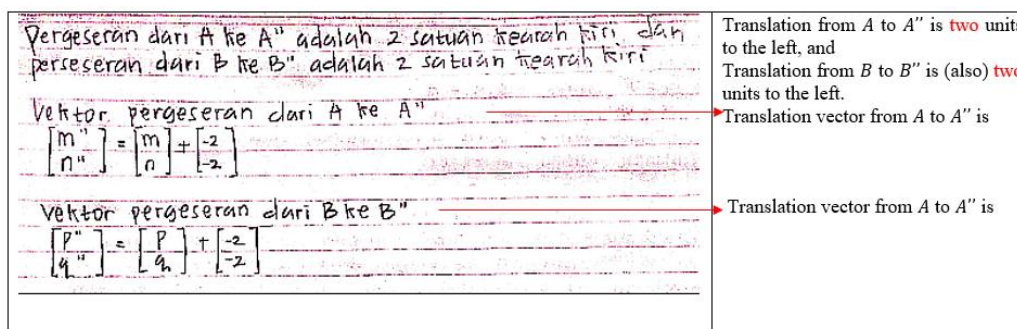 Pergeseran dari A ke A" adalah 2 satuan kearah kiri, dan
perseseran dari B ke B" adalah 2 satuan kearah kiri
Vektor pergeseran dari A ke A"
[m" n"] = [m n] + [-2 -2]
Vektor pergeseran dari B ke B"
[P" q"] = [P q] + [-2 -2]
Translation from A to A″ is two units
to the left, and
Translation from B to B″ is (also) two
units to the left.
Translation vector from A to A″ is
Translation vector from A to A″ is